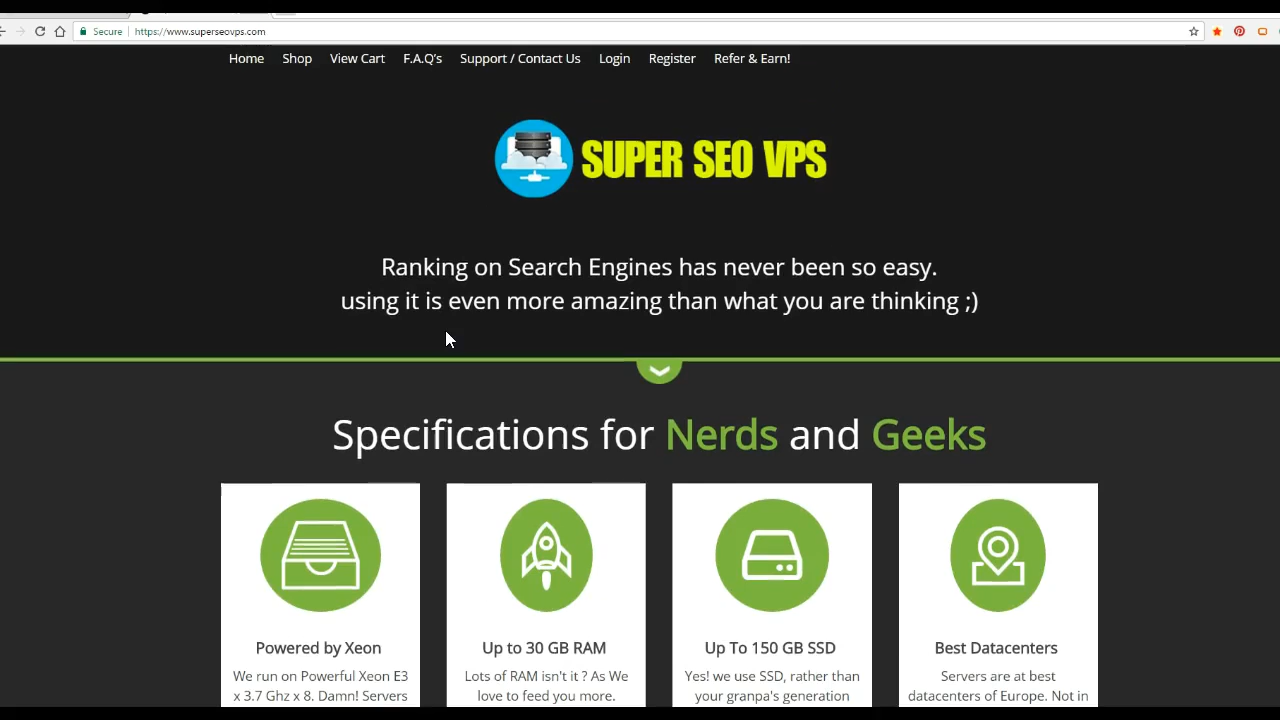 Secure https://www.superseovps.com
Home Shop View Cart F.A.Q's Support / Contact Us Login Register Refer & Earn!
SUPER SEO VPS
Ranking on Search Engines has never been so easy.
using it is even more amazing than what you are thinking ;)
Specifications for Nerds and Geeks
Powered by Xeon
We run on Powerful Xeon E3
x 3.7 Ghz x 8. Damn! Servers
Up to 30 GB RAM
Lots of RAM isn't it ? As We
love to feed you more.
Up To 150 GB SSD
Yes! we use SSD, rather than
your granpa's generation
Best Datacenters
Servers are at best
datacenters of Europe. Not in